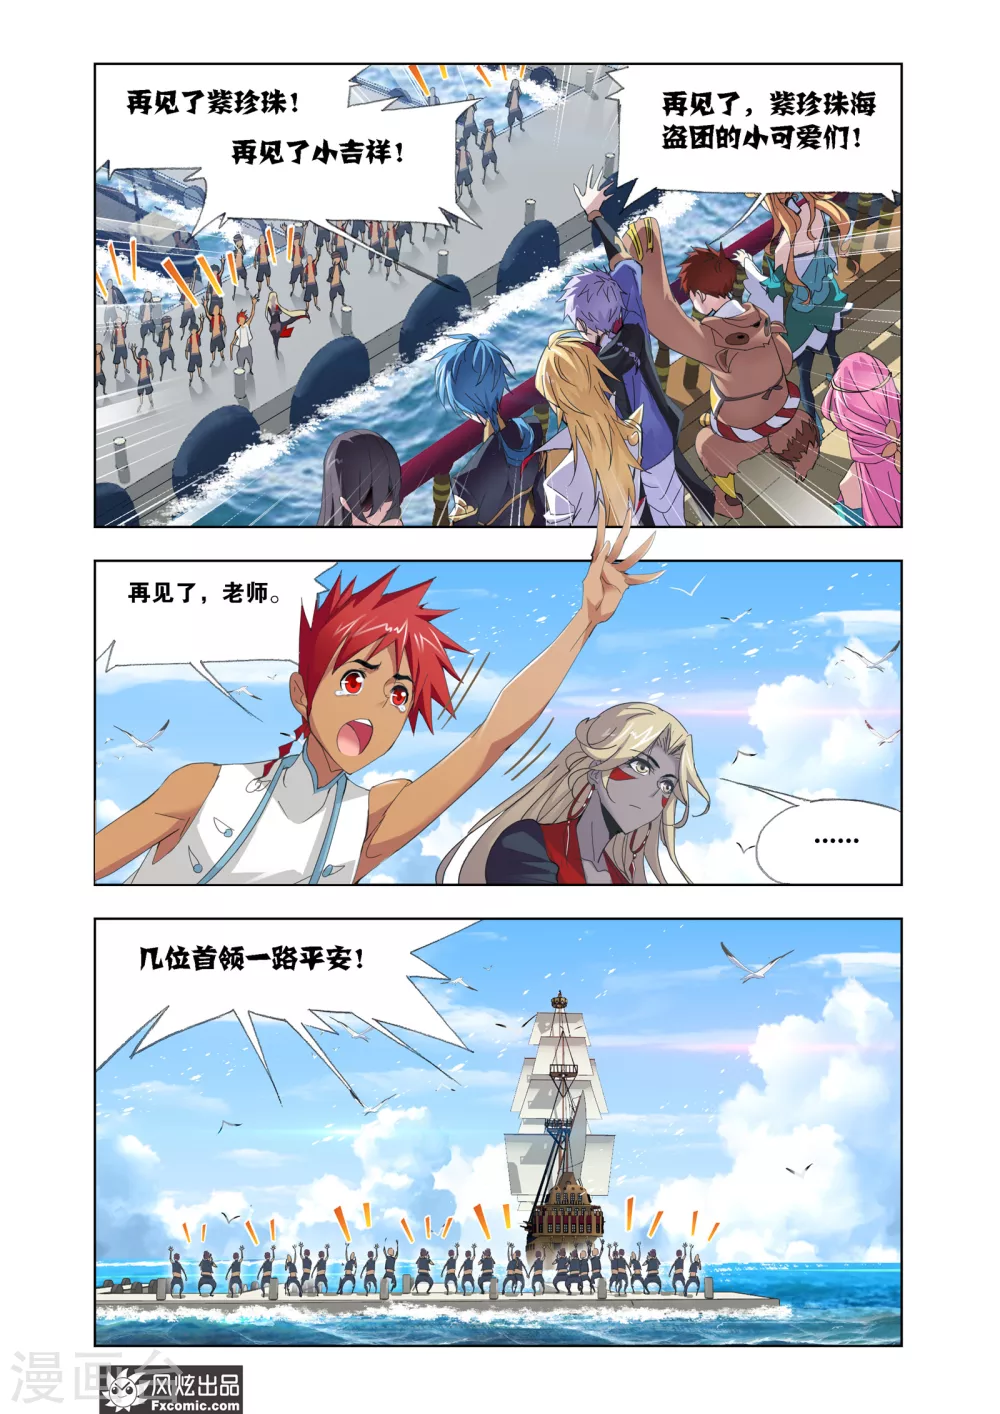 再见了紫珍珠！
再见了小吉祥！
再见了，紫珍珠海
盗团的小可爱们！
再见了，老师。
……
几位首领一路平安！
漫画台
风炫出品
Fxcomic.com